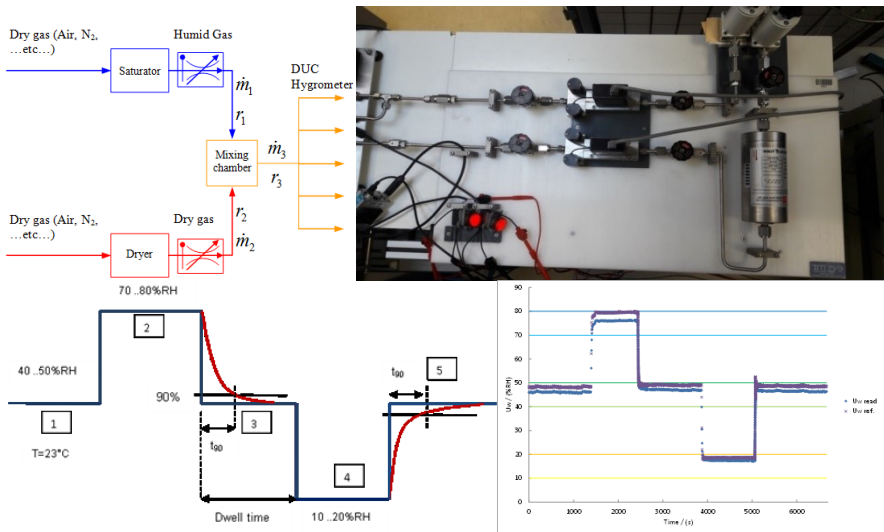 Dry gas (Air, N2,
…etc…)
Humid Gas
Saturator
ṁ1
r1
DUC
Hygrometer
Mixing
chamber
ṁ3
r3
Dry gas (Air, N2,
…etc…)
Dry gas
r2
ṁ2
Dryer
70 ..80%RH
2
40 ..50%RH
90%
t90
5
1
t90
3
T=23°C
4
Dwell time
10 ..20%RH
90
80
70
60
50
40
30
20
10
0
Uw / (%RH)
Uw read
Uw ref.
0
1000
2000
3000
4000
5000
6000
Time / (s)